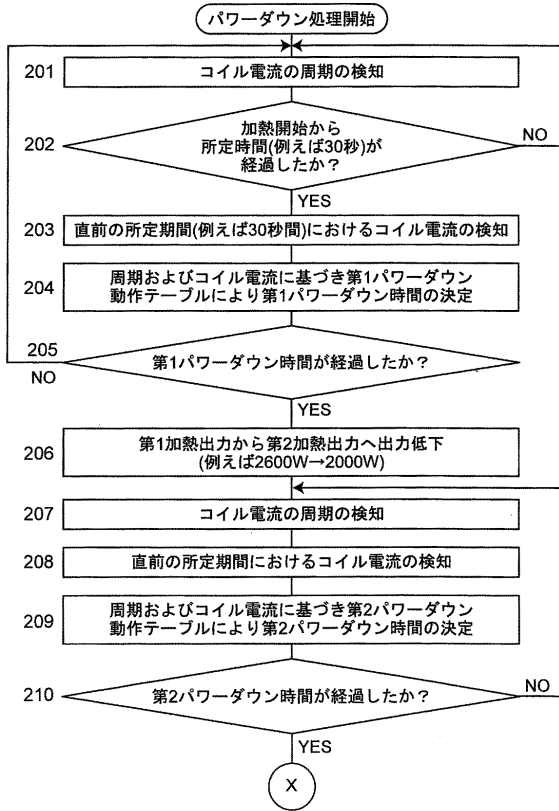 パワーダウン処理開始
201
コイル電流の周期の検知
202
加熱開始から
所定時間(例えば30秒)が
経過したか？
NO
YES
203
直前の所定期間(例えば30秒間)におけるコイル電流の検知
204
周期およびコイル電流に基づき第1パワーダウン
動作テーブルにより第1パワーダウン時間の決定
205
第1パワーダウン時間が経過したか？
NO
YES
206
第1加熱出力から第2加熱出力へ出力低下
(例えば2600W→2000W)
207
コイル電流の周期の検知
208
直前の所定期間におけるコイル電流の検知
209
周期およびコイル電流に基づき第2パワーダウン
動作テーブルにより第2パワーダウン時間の決定
210
第2パワーダウン時間が経過したか？
NO
YES
X